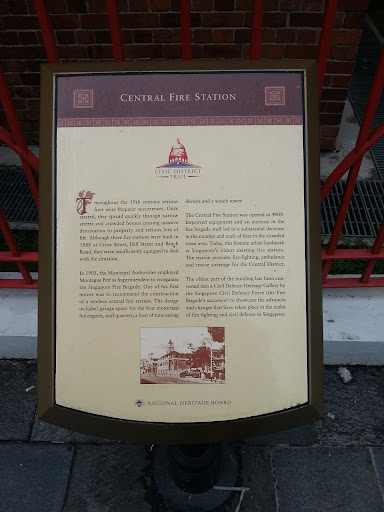 CENTRAL FIRE STATION
CIVIC DISTRICT
TRAIL
Throughout the 19th century serious
fires were frequent occurrences. Once
started, they spread quickly through narrow
streets and crowded houses causing massive
devastation to property and serious loss of
life. Although three fire stations were built in
1888 at Cross Street, Hill Street and Beach
Road, they were insufficiently equipped to deal
with the situation.
In 1903, the Municipal Authorities employed
Montague Pett as Superintendent to reorganize
the Singapore Fire Brigade. One of his first
moves was to recommend the construction
of a modern central fire station. The design
included garage space for the first motorised
fire engines, staff quarters, a host of time-saving
devices and a watch tower.
The Central Fire Station was opened in 1909.
Improved equipment and an increase in the
fire brigade staff led to a substantial decrease
in the number and scale of fires in the crowded
town area. Today, this historic urban landmark
is Singapore's oldest existing fire station.
The station provides fire-fighting, ambulance
and rescue coverage for the Central District.
The oldest part of the building has been con-
verted into a Civil Defence Heritage Gallery by
the Singapore Civil Defence Force (the Fire
Brigade's successor) to showcase the advances
and changes that have taken place in the realm
of fire fighting and civil defence in Singapore.
NATIONAL HERITAGE BOARD